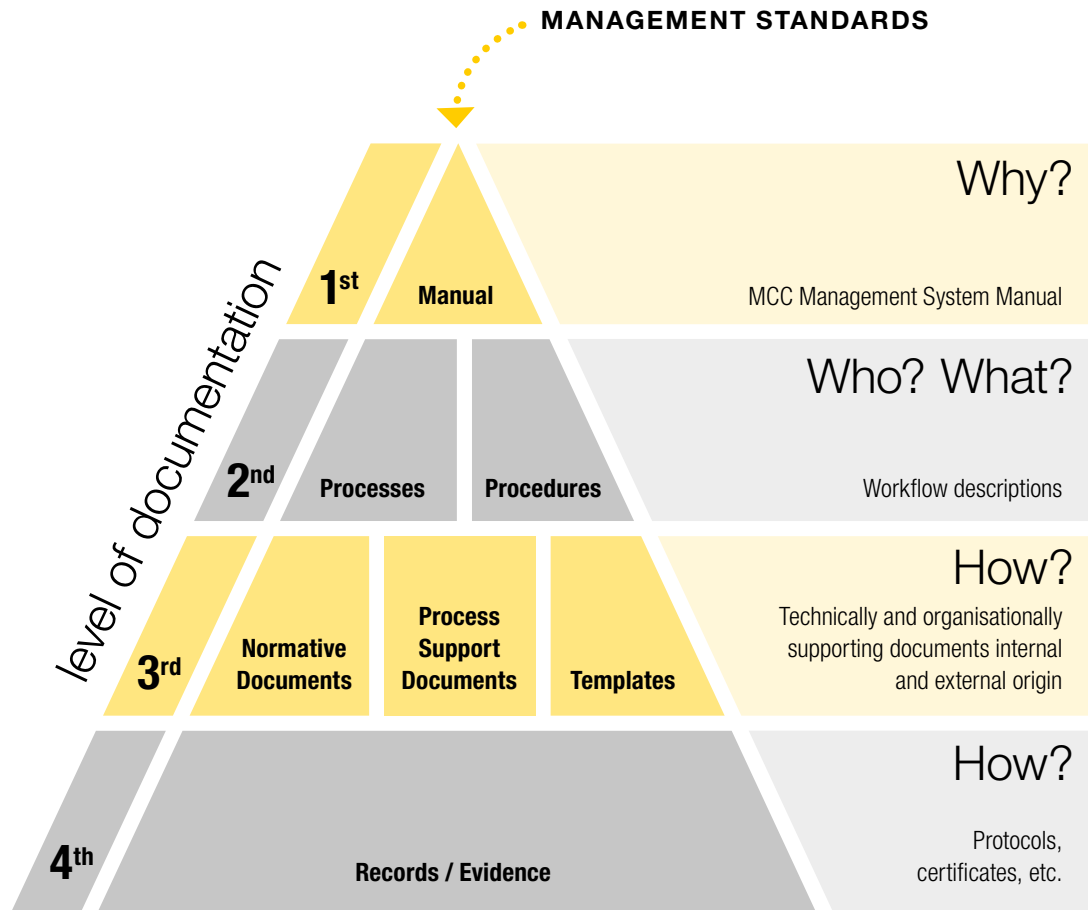 MANAGEMENT STANDARDS
level of documentation
Why?
1st
Manual
MCC Management System Manual
Who? What?
2nd
Processes
Procedures
Workflow descriptions
How?
Technically and organisationally
supporting documents internal
and external origin
3rd
Normative
Documents
Process
Support
Documents
Templates
How?
Protocols,
certificates, etc.
4th
Records / Evidence